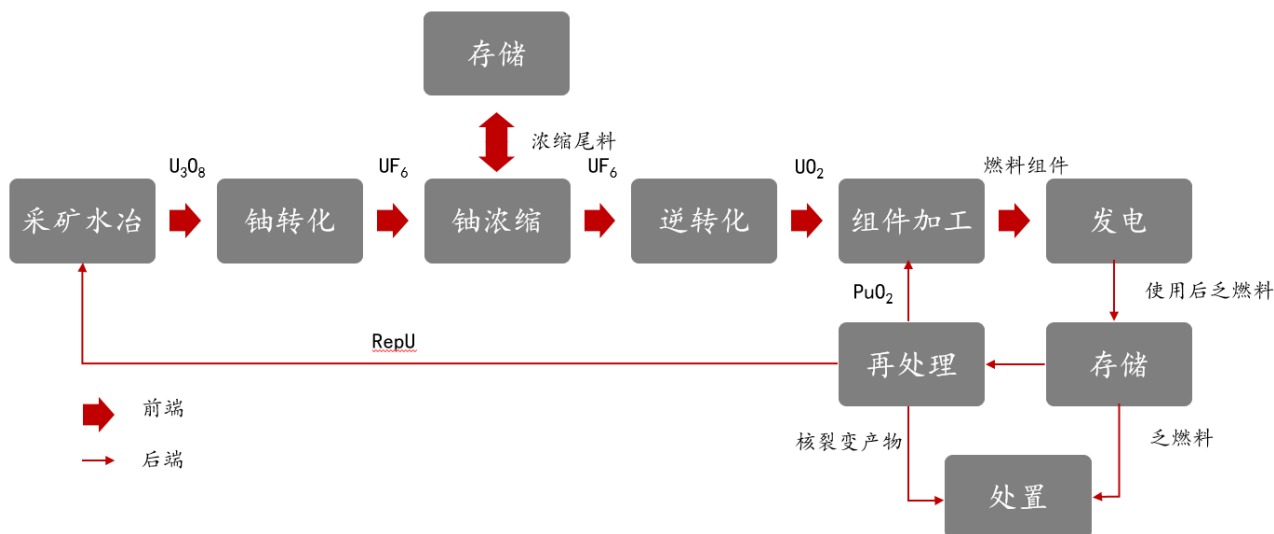 存储
浓缩尾料
U₃O₈
UF₆
UF₆
UO₂
燃料组件
采矿水冶
铀转化
铀浓缩
逆转化
组件加工
发电
PuO₂
使用后乏燃料
RepU
再处理
存储
前端
核裂变产物
乏燃料
后端
处置